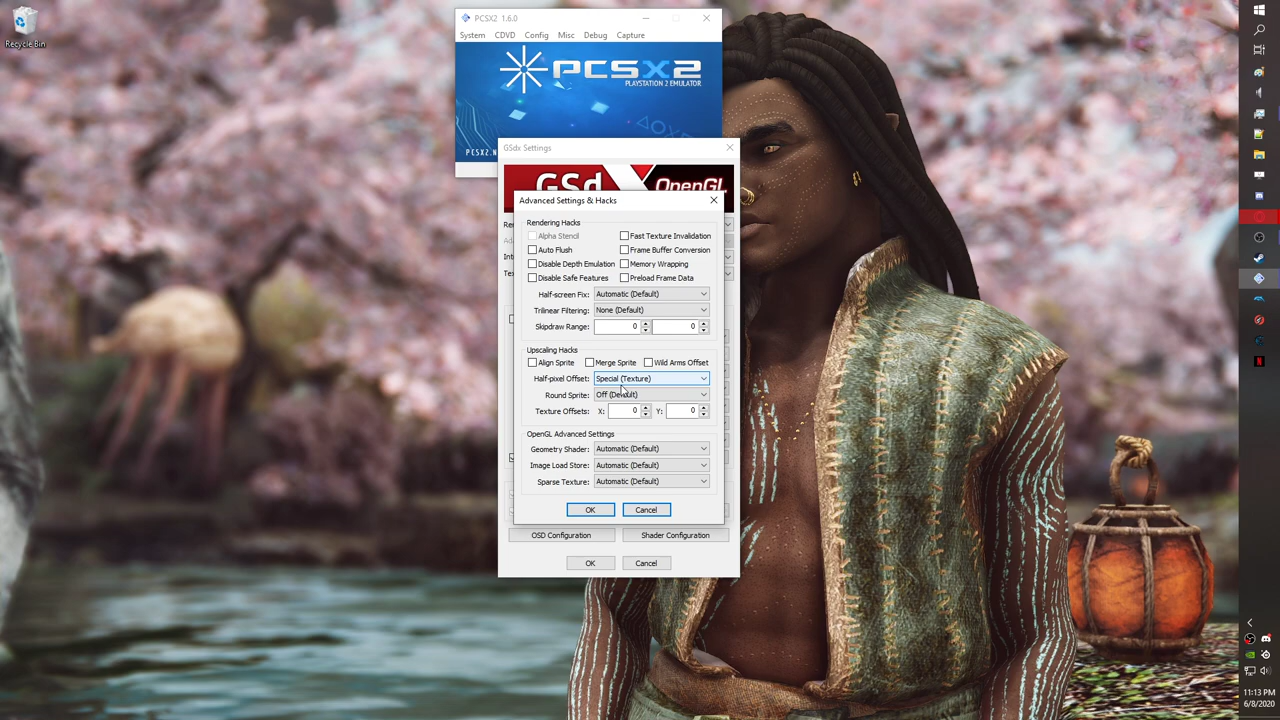 Recycle Bin
PCSX2 1.6.0
System CDVD Config Misc Debug Capture
PCSX2
PLAYSTATION 2 EMULATOR
PCSX2.N
GSdx Settings
GSd OpenGL
Advanced Settings & Hacks
Rendering Hacks
Alpha Stencil Fast Texture Invalidation
Auto Flush Frame Buffer Conversion
Disable Depth Emulation Memory Wrapping
Disable Safe Features Preload Frame Data
Half-screen Fix: Automatic (Default)
Trilinear Filtering: None (Default)
Skipdraw Range: 0 0
Upscaling Hacks
Align Sprite Merge Sprite Wild Arms Offset
Half-pixel Offset: Special (Texture)
Round Sprite: Off (Default)
Texture Offsets: X: 0 Y: 0
OpenGL Advanced Settings
Geometry Shader: Automatic (Default)
Image Load Store: Automatic (Default)
Sparse Texture: Automatic (Default)
OK Cancel
OSD Configuration Shader Configuration
OK Cancel
11:13 PM
6/8/2020